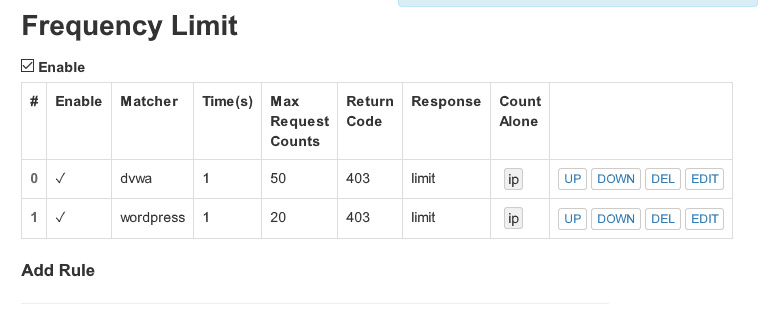 Frequency Limit
Enable
# Enable Matcher Time(s) Max Request Counts Return Code Response Count Alone
0 ✓ dvwa 1 50 403 limit ip UP DOWN DEL EDIT
1 ✓ wordpress 1 20 403 limit ip UP DOWN DEL EDIT
Add Rule